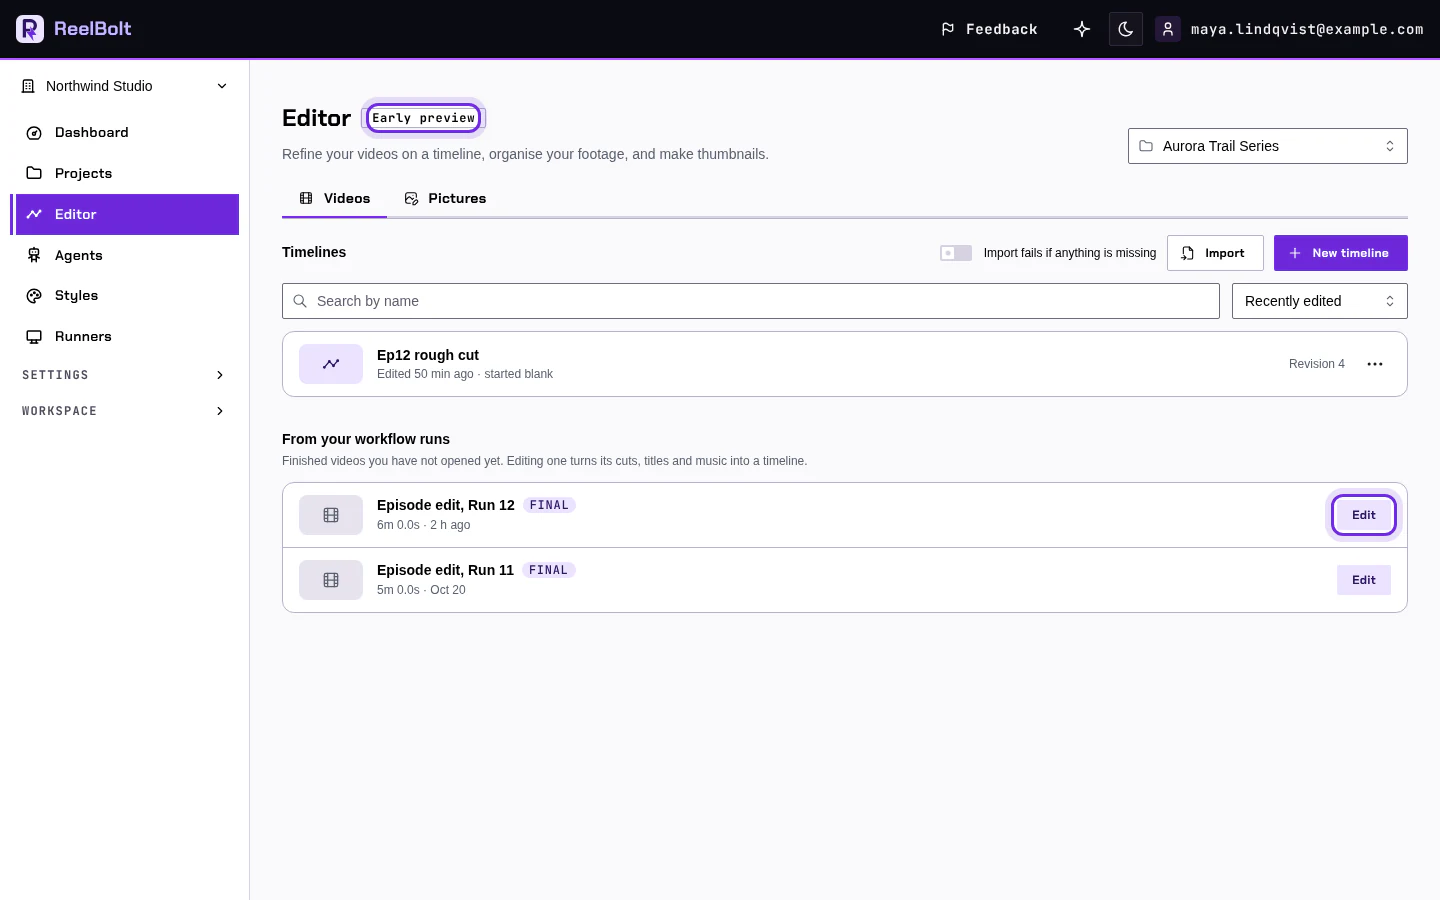 ReelBolt
Feedback
maya.lindqvist@example.com
Northwind Studio
Dashboard
Projects
Editor
Agents
Styles
Runners
SETTINGS
WORKSPACE
Editor
Early preview
Refine your videos on a timeline, organise your footage, and make thumbnails.
Aurora Trail Series
Videos
Pictures
Timelines
Import fails if anything is missing
Import
New timeline
Search by name
Recently edited
Ep12 rough cut
Edited 50 min ago · started blank
Revision 4
From your workflow runs
Finished videos you have not opened yet. Editing one turns its cuts, titles and music into a timeline.
Episode edit, Run 12
FINAL
6m 0.0s · 2 h ago
Edit
Episode edit, Run 11
FINAL
5m 0.0s · Oct 20
Edit